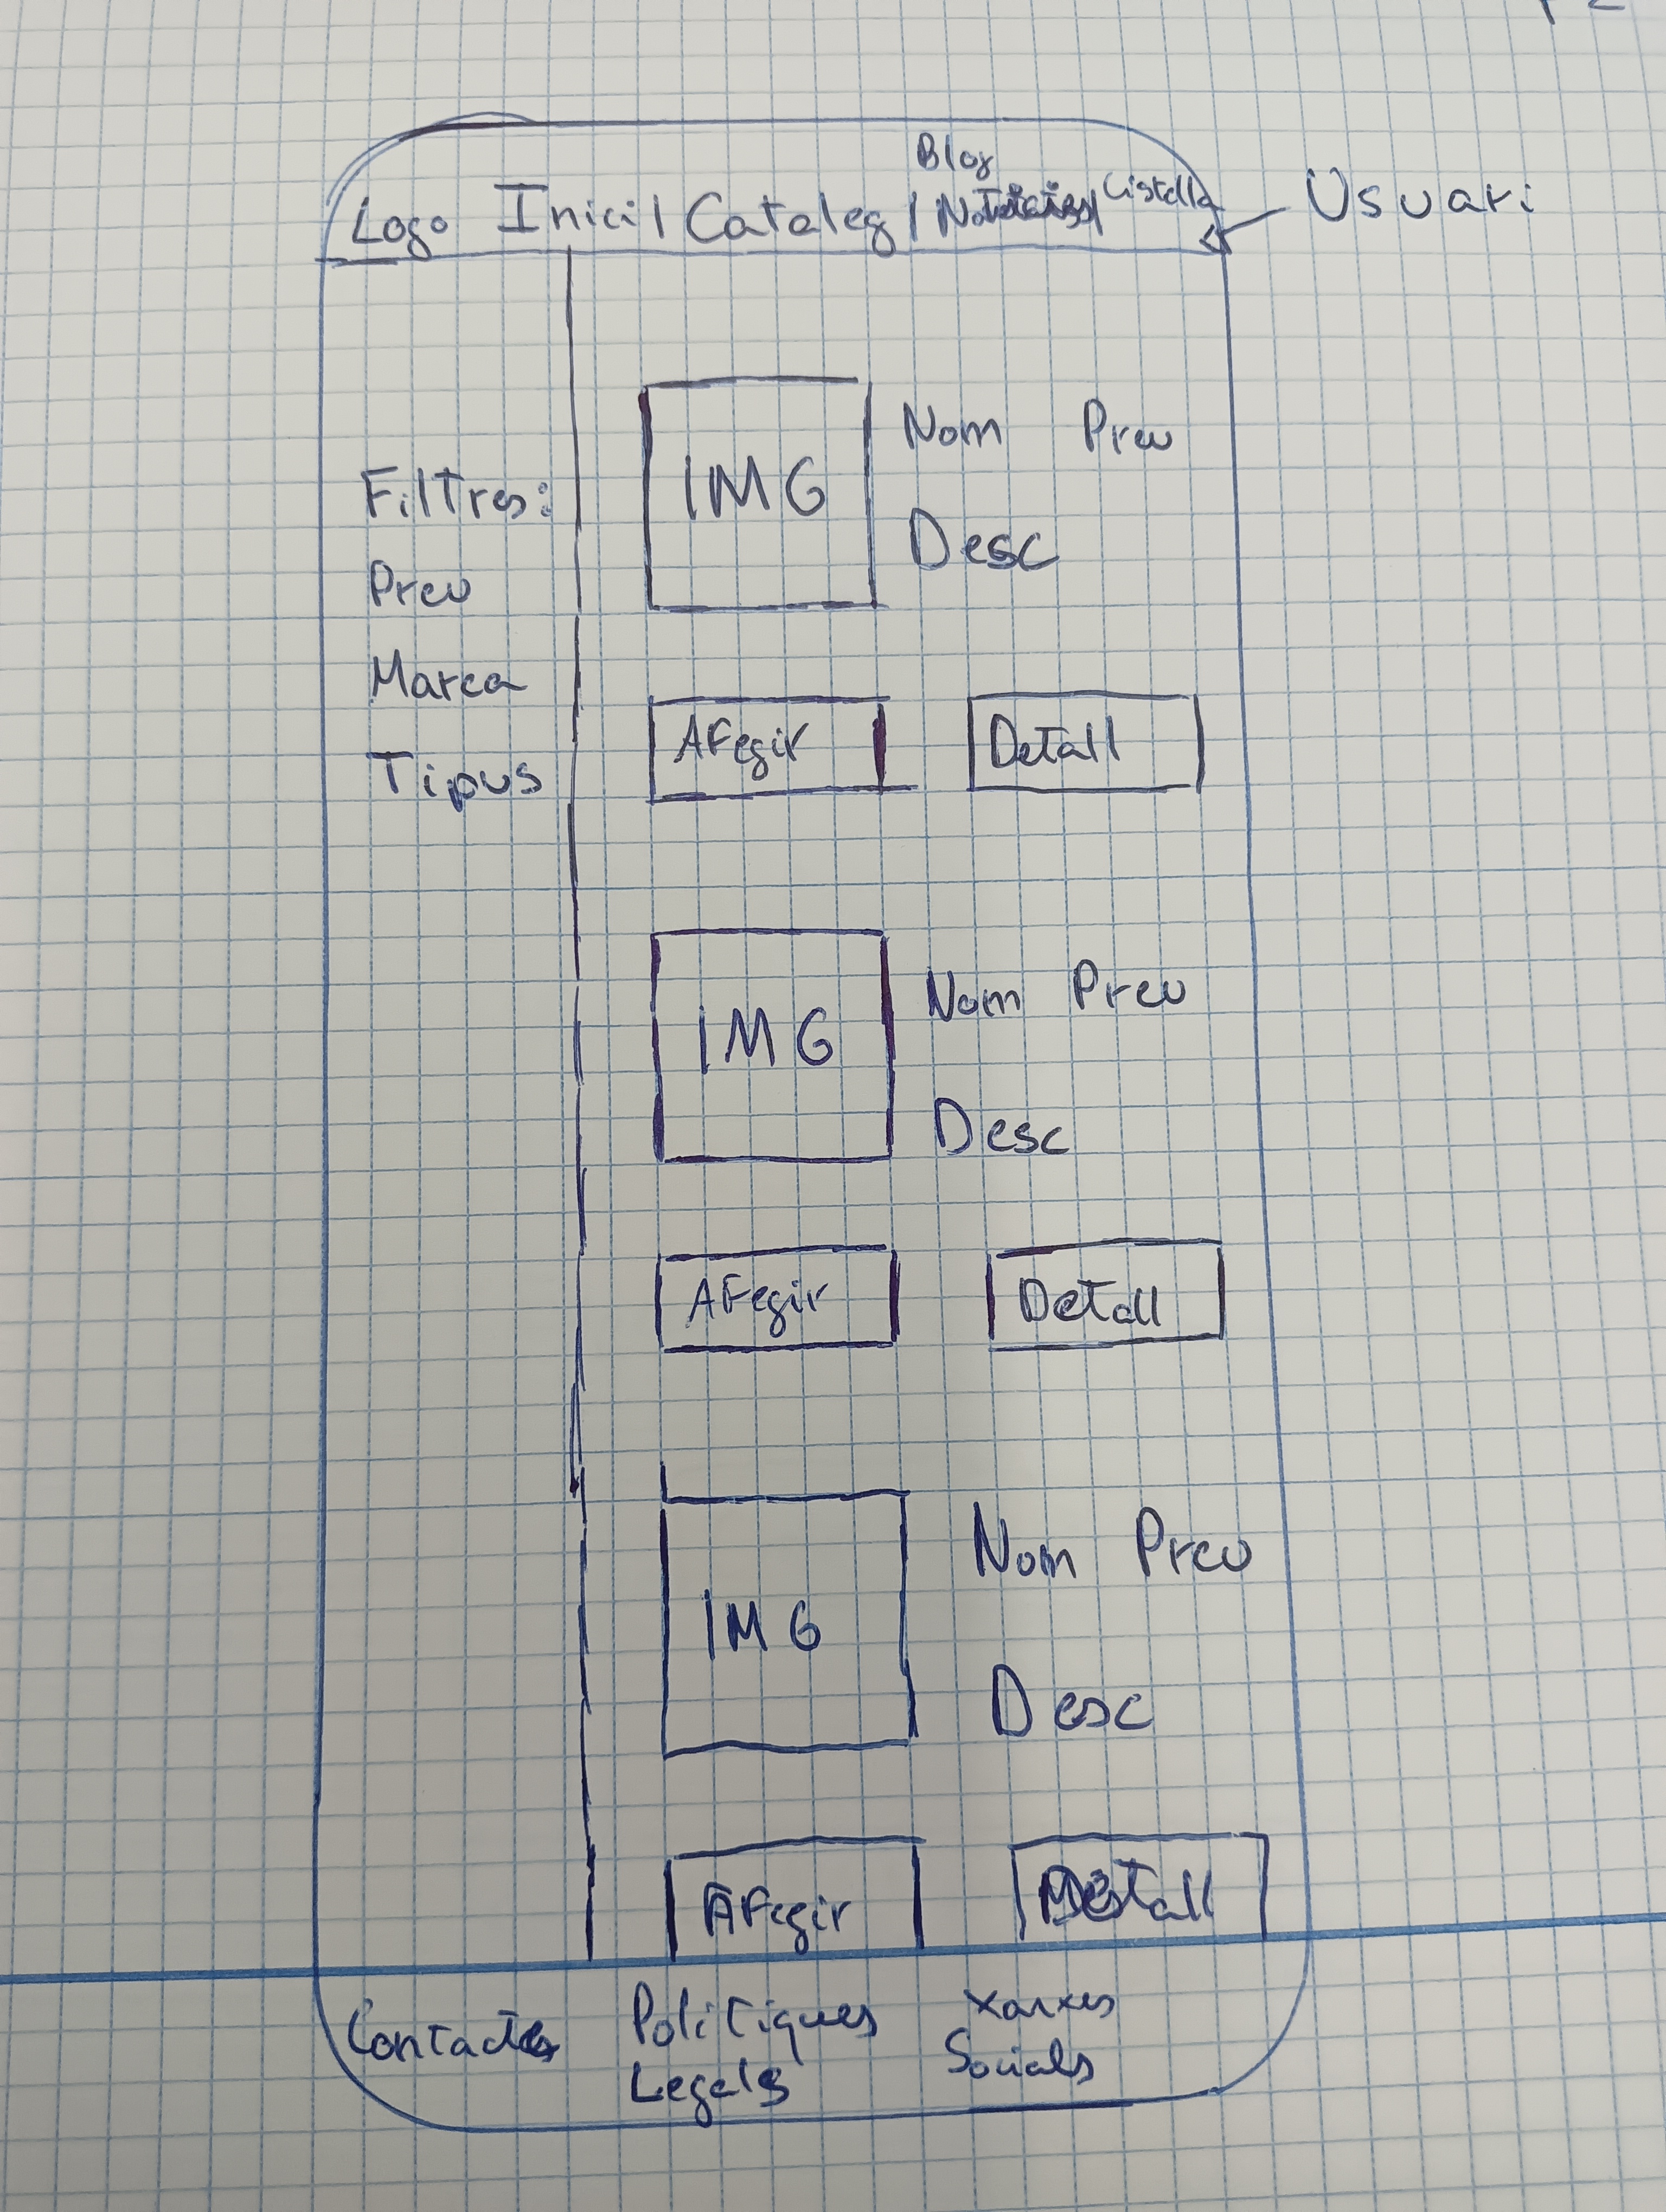 Blog
Logo Inici/Cataleg/Noticies/Cistella
Usuari
Nom Preu
IMG
Filtres:
Desc
Preu
Marca
Afegir Detall
Tipus
Nom Preu
IMG
Desc
Afegir Detall
Nom Preu
IMG
Desc
Afegir Detall
Contactes Politiques Xarxes
Legals Socials